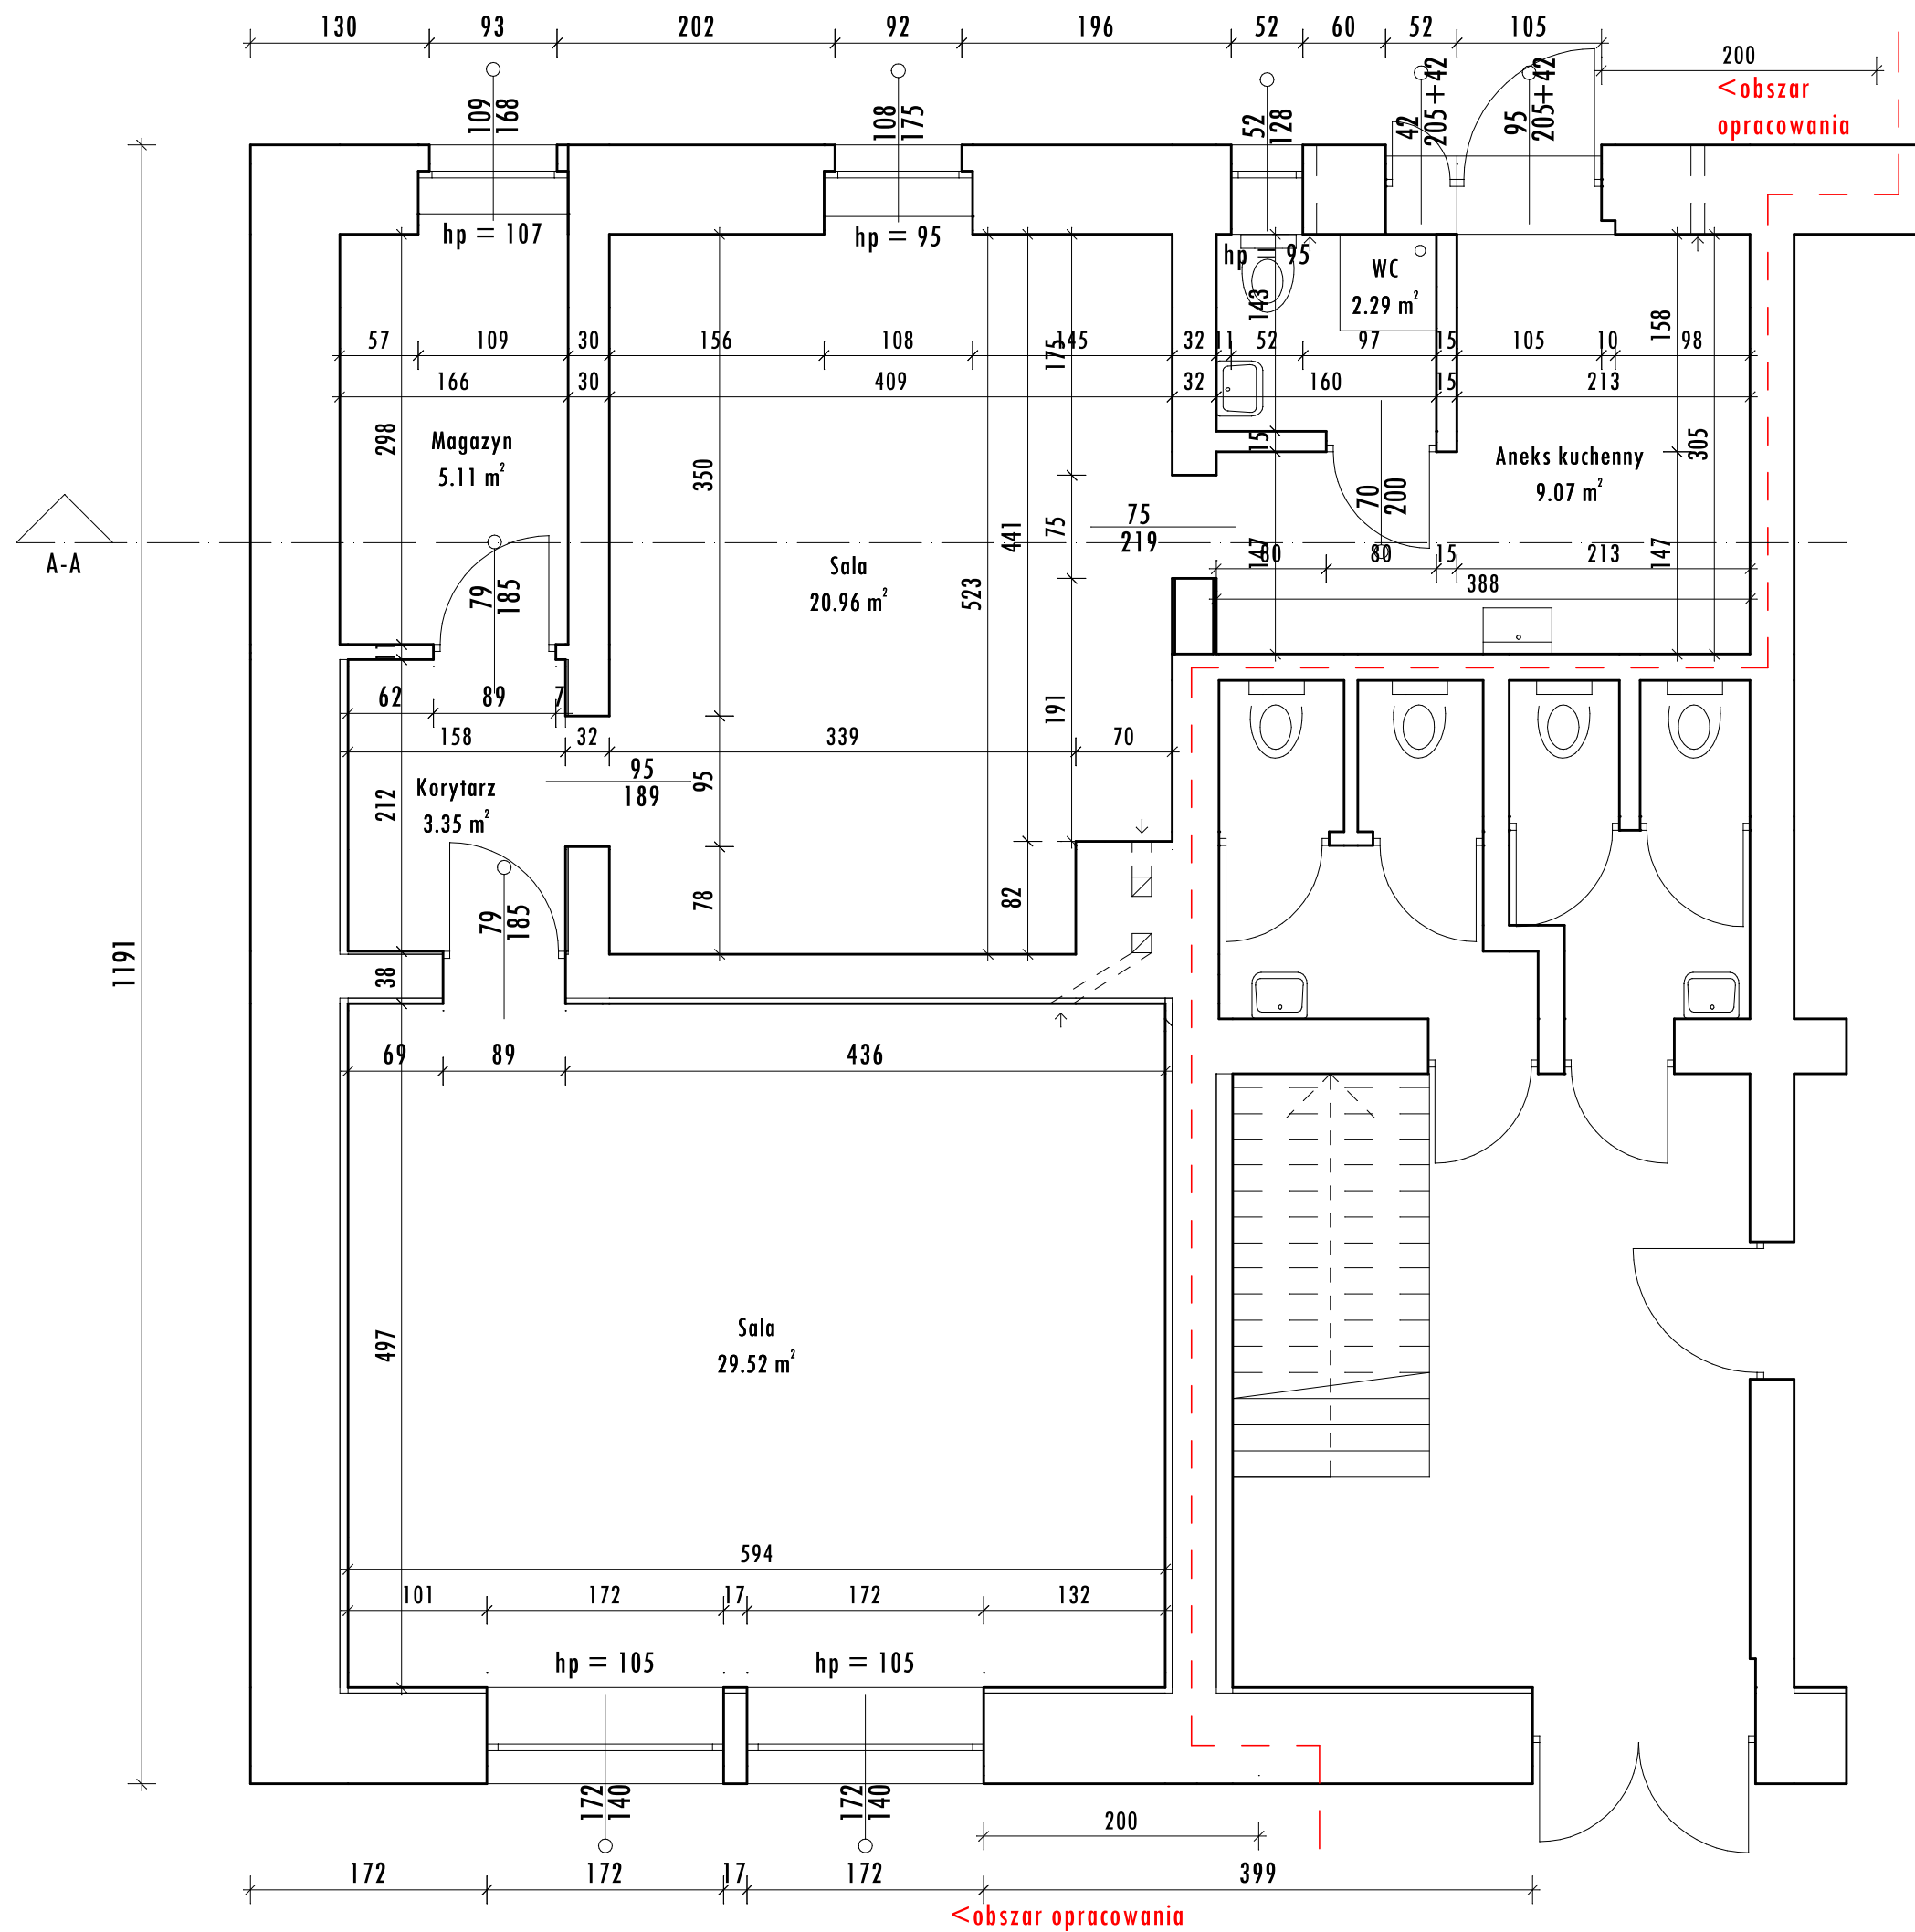 130 93 202 92 196 52 60 52 105
200
<obszar
opracowania
109
168
108
175
52
128
42
205+42
95
205+42
hp = 107
hp = 95
hp = 95
WC
2.29 m²
143
158
175
57 109 30 156 108 145 32 11 52 97 15 105 10 98
166 30 409 32 160 15 213
298
Magazyn
5.11 m²
350
15
305
Aneks kuchenny
9.07 m²
70
200
A-A
441
75
75
219
147
147
60 80 15 213
388
79
185
Sala
20.96 m²
523
11
191
62 89 7
158 32 339 70
95
189
95
Korytarz
3.35 m²
212
79
185
78
82
38
1191
69 89 436
497
Sala
29.52 m²
594
101 172 17 172 132
hp = 105
hp = 105
172
140
172
140
200
172 172 17 172 399
<obszar opracowania